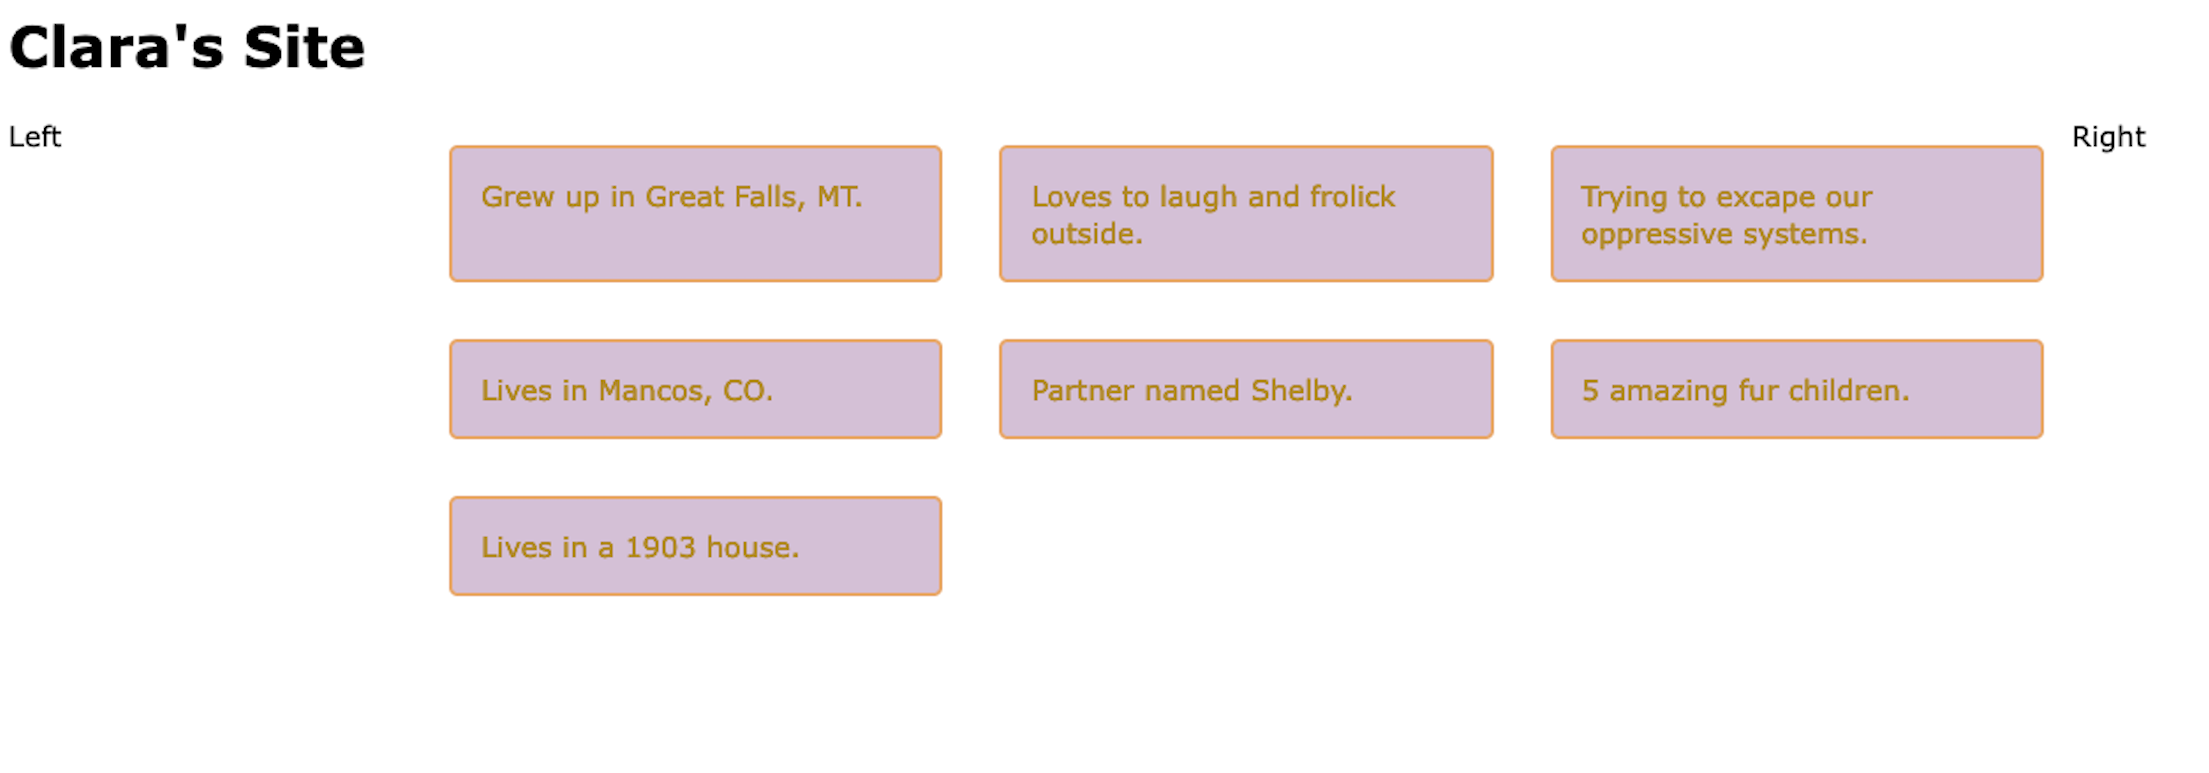 Clara's Site
Left
Right
Grew up in Great Falls, MT.
Loves to laugh and frolick
outside.
Trying to excape our
oppressive systems.
Lives in Mancos, CO.
Partner named Shelby.
5 amazing fur children.
Lives in a 1903 house.